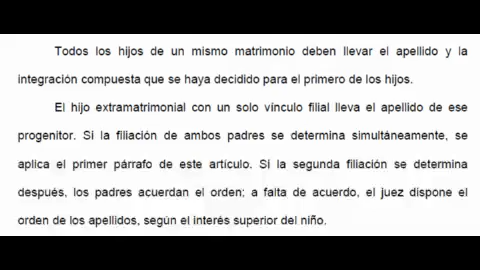 Todos los hijos de un mismo matrimonio deben llevar el apellido y la
integración compuesta que se haya decidido para el primero de los hijos.
El hijo extramatrimonial con un solo vínculo filial lleva el apellido de ese
progenitor. Si la filiación de ambos padres se determina simultáneamente, se
aplica el primer párrafo de este artículo. Si la segunda filiación se determina
después, los padres acuerdan el orden; a falta de acuerdo, el juez dispone el
orden de los apellidos, según el interés superior del niño.